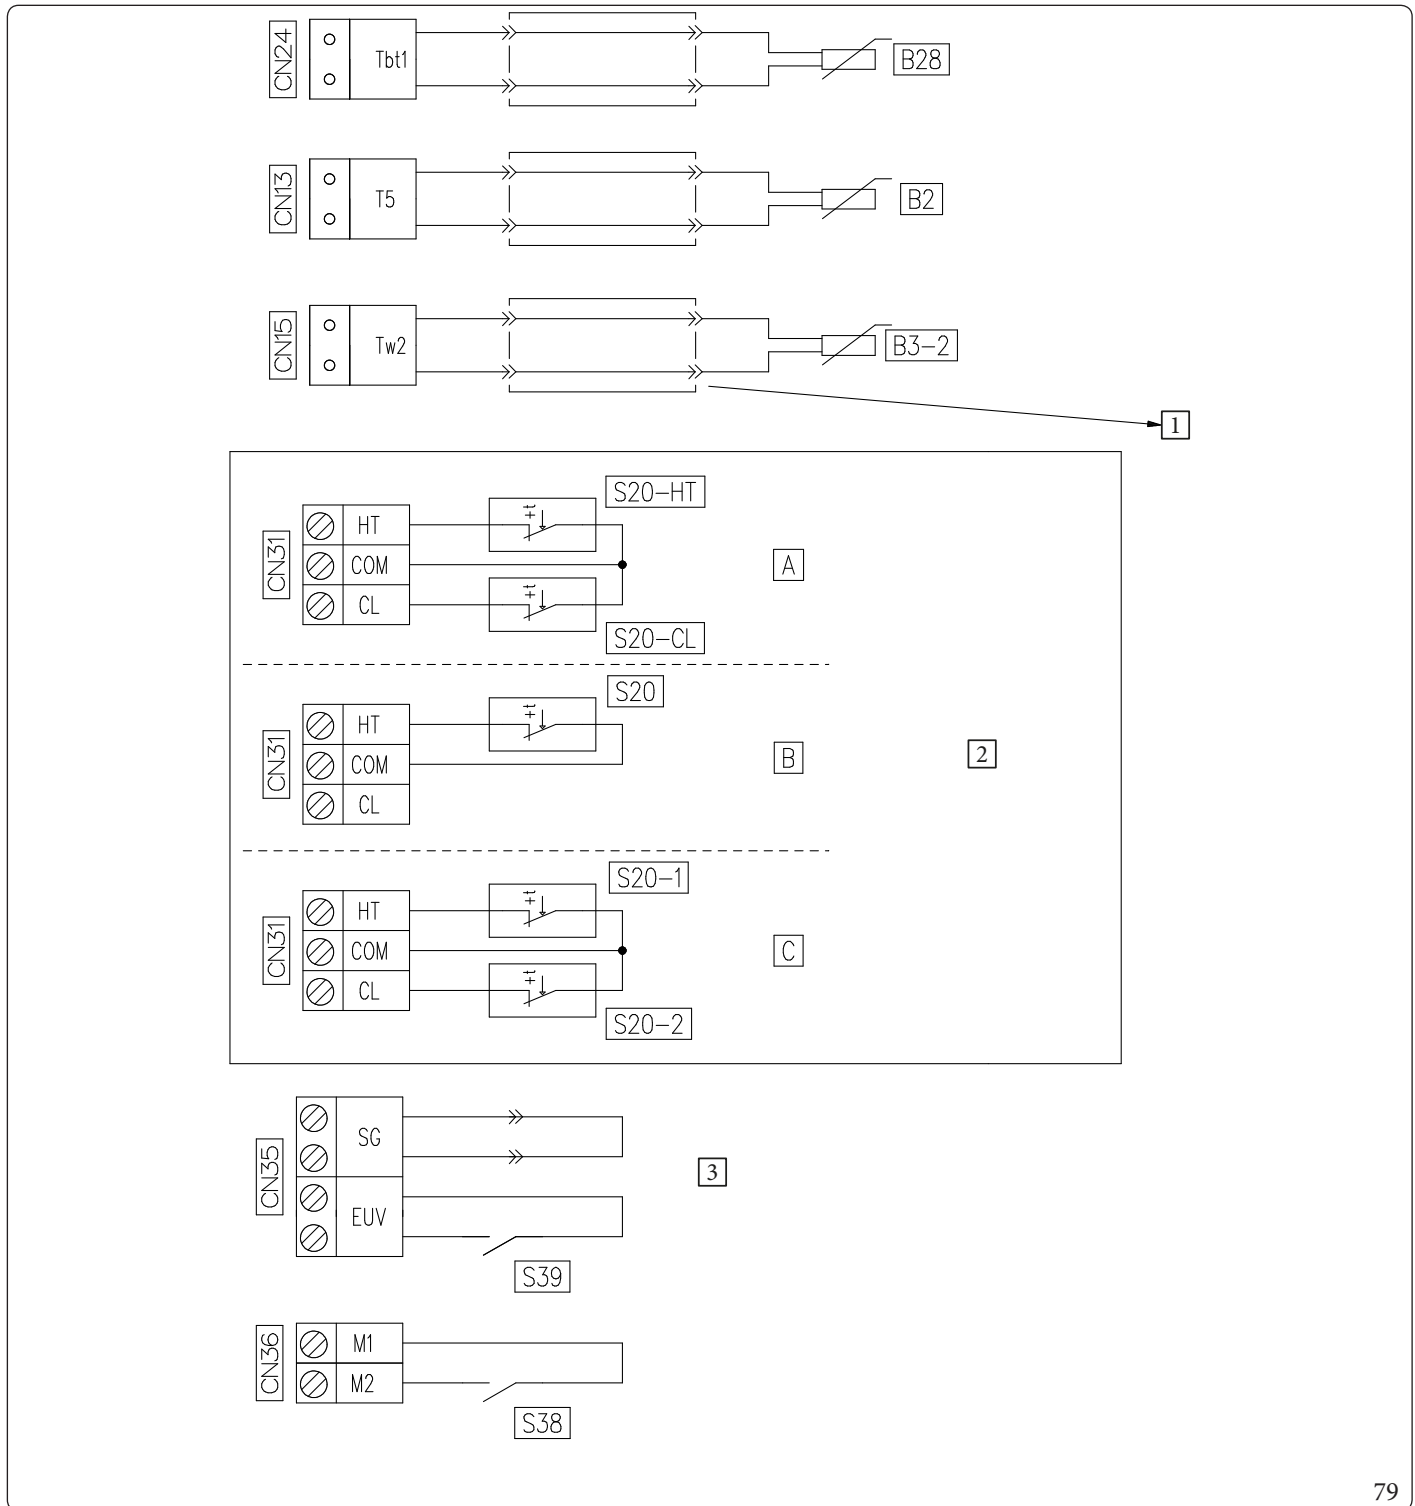 CN24
Tbt1
B28
CN13
T5
B2
CN15
Tw2
B3-2
1
CN31
HT
COM
CL
+t
S20-HT
+t
S20-CL
A
CN31
HT
COM
CL
+t
S20
B
2
CN31
HT
COM
CL
+t
S20-1
+t
S20-2
C
CN35
SG
EUV
S39
3
CN36
M1
M2
S38
79